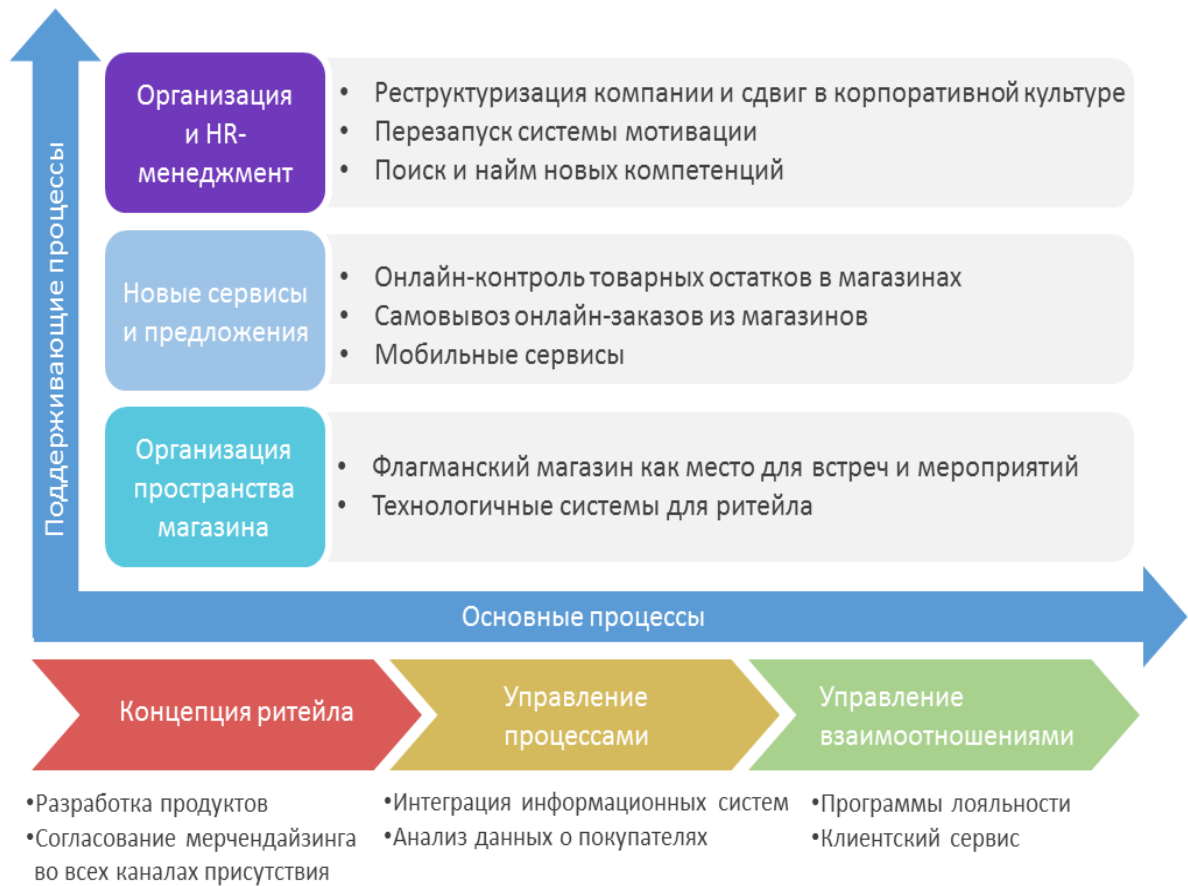 Поддерживающие процессы
Организация
и HR-
менеджмент
• Реструктуризация компании и сдвиг в корпоративной культуре
• Перезапуск системы мотивации
• Поиск и найм новых компетенций
Новые сервисы
и предложения
• Онлайн-контроль товарных остатков в магазинах
• Самовывоз онлайн-заказов из магазинов
• Мобильные сервисы
Организация
пространства
магазина
• Флагманский магазин как место для встреч и мероприятий
• Технологичные системы для ритейла
Основные процессы
Концепция ритейла
•Разработка продуктов
•Согласование мерчендайзинга
во всех каналах присутствия
Управление
процессами
•Интеграция информационных систем
•Анализ данных о покупателях
Управление
взаимоотношениями
•Программы лояльности
•Клиентский сервис